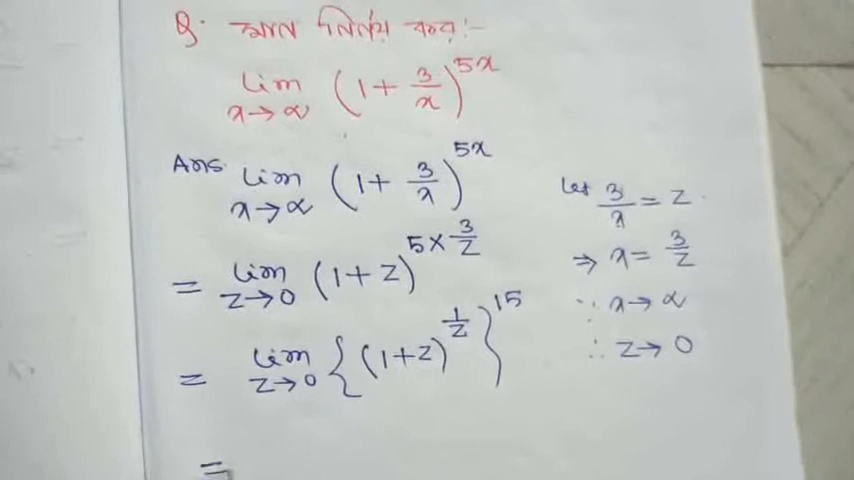 Q. মান নির্ণয় কর:-
lim x→∝ (1 + 3/x)^5x
Ans. lim x→∝ (1 + 3/x)^5x
let 3/x = z
= lim z→0 (1 + z)^5×3/z
⇒ x = 3/z
∵ x→∝
= lim z→0 {(1+z)^1/z}^15
∴ z→0
=